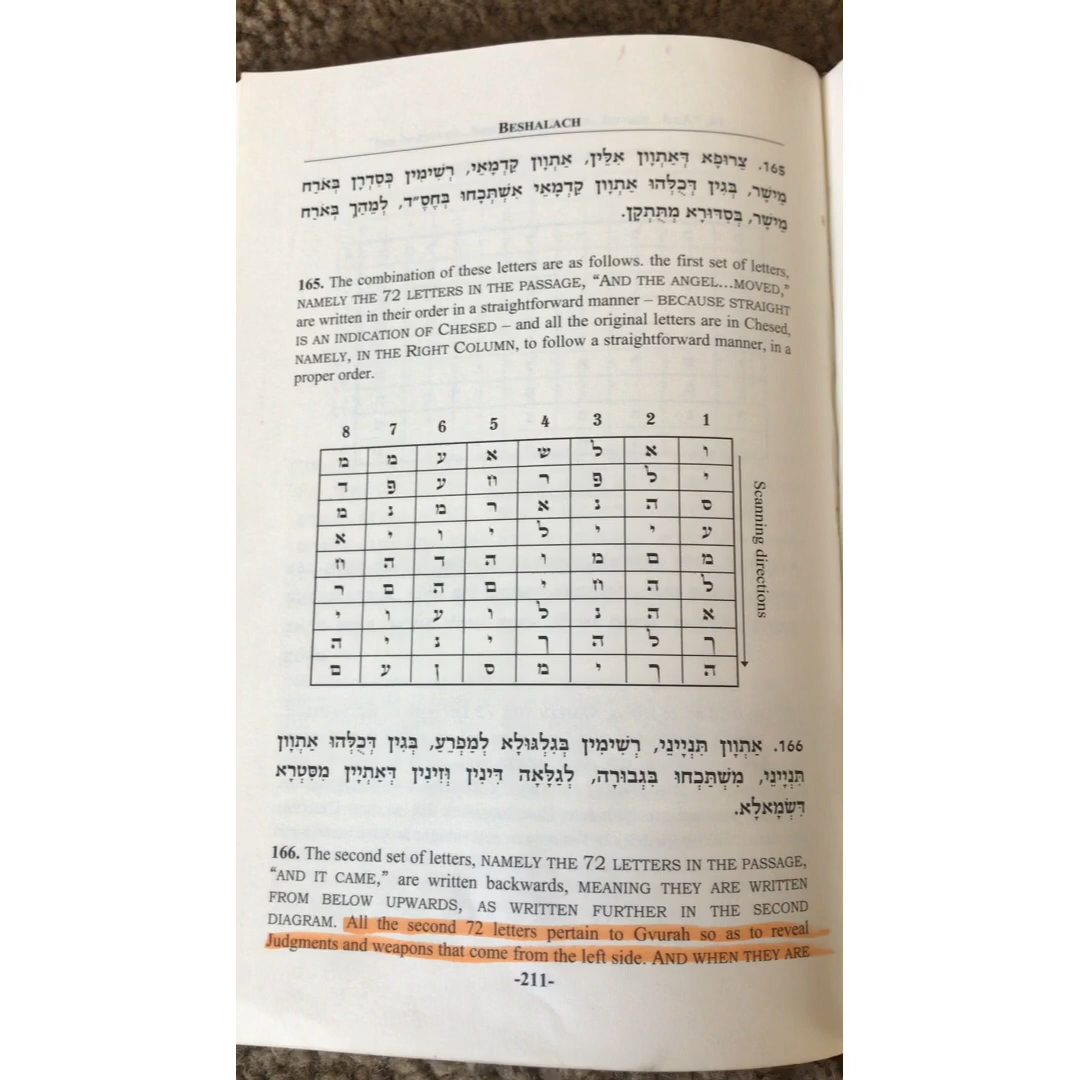 BESHALACH
165. צֵרוּפָא דְּאַתְוָון אִלֵּין, אַתְוָון קַדְמָאֵי, רְשִׁימִין כְּסִדְרָן בְּאֹרַח
מֵישָׁר, בְּגִין דְּכֻלְּהוּ אַתְוָון קַדְמָאֵי אִשְׁתְּכָחוּ בְּחֶסֶ״ד, לְמֵהַךְ בְּאֹרַח
מֵישָׁר, בְּסִדּוּרָא מְתֻּתְקַן.
165. The combination of these letters are as follows. the first set of letters,
NAMELY THE 72 LETTERS IN THE PASSAGE, “AND THE ANGEL...MOVED,”
are written in their order in a straightforward manner – BECAUSE STRAIGHT
IS AN INDICATION OF CHESED – and all the original letters are in Chesed,
NAMELY, IN THE RIGHT COLUMN, to follow a straightforward manner, in a
proper order.
8 7 6 5 4 3 2 1
ו א ל ש א ע מ מ
י ל פ ר ח ע פ ד
ס ה נ א ר מ נ מ
ע י י ל י ו י א
מ ם מ ו ה ד ה ח
ל ה ח י ם ה ם ר
א ה נ ל ו ע ו י
ך ל ה ך י נ י ה
ה ך י מ ס ן ע ם
Scanning directions
166. אַתְוָון תִּנְיָינֵי, רְשִׁימִין בְּגִלְגּוּלָא לְמַפְרֵעַ, בְּגִין דְּכֻלְּהוּ אַתְוָון
תִּנְיָינֵי, מִשְׁתַּכְחוּ בִּגְבוּרָה, לְגַלָּאָה דִּינִין וְזִינִין דְּאַתְיָין מִסִּטְרָא
דִּשְׂמָאלָא.
166. The second set of letters, NAMELY THE 72 LETTERS IN THE PASSAGE,
“AND IT CAME,” are written backwards, MEANING THEY ARE WRITTEN
FROM BELOW UPWARDS, AS WRITTEN FURTHER IN THE SECOND
DIAGRAM. All the second 72 letters pertain to Gvurah so as to reveal
Judgments and weapons that come from the left side. AND WHEN THEY ARE
-211-